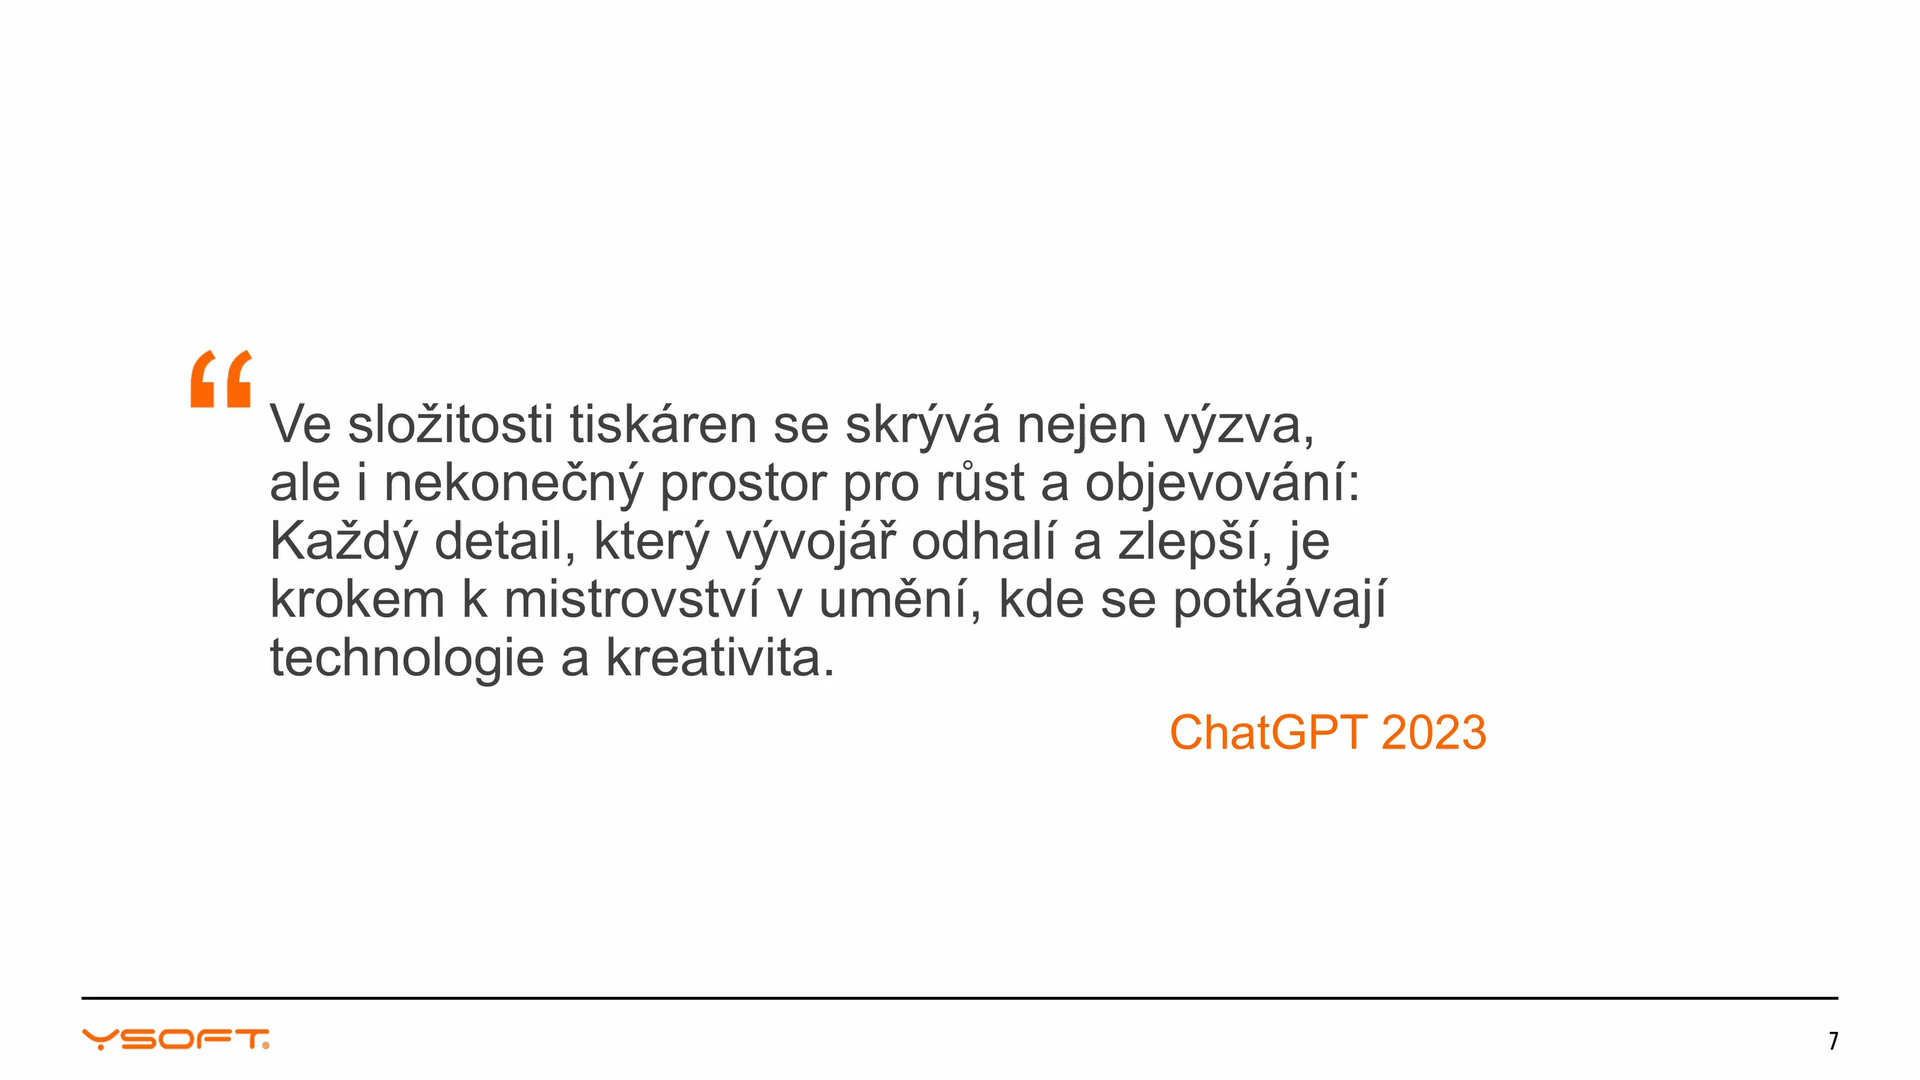 “
Ve složitosti tiskáren se skrývá nejen výzva,
ale i nekonečný prostor pro růst a objevování:
Každý detail, který vývojář odhalí a zlepší, je
krokem k mistrovství v umění, kde se potkávají
technologie a kreativita.
ChatGPT 2023
YSOFT®
7